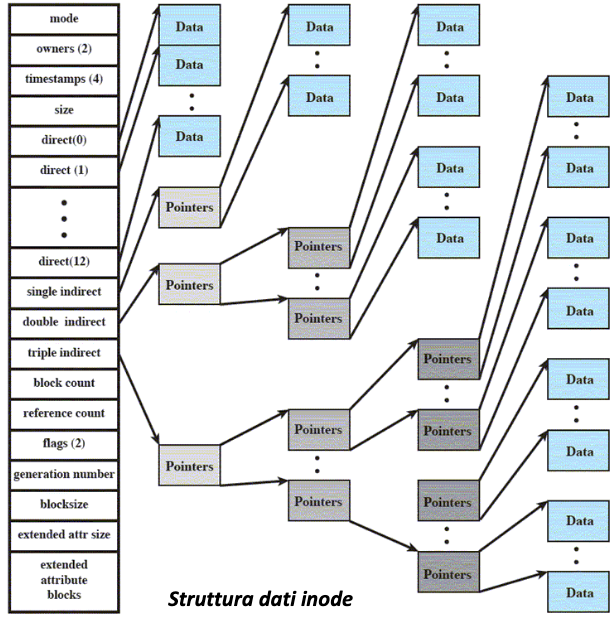 mode
owners (2)
timestamps (4)
size
direct(0)
direct (1)
direct(12)
single indirect
double indirect
triple indirect
block count
reference count
flags (2)
generation number
blocksize
extended attr size
extended
attribute
blocks
Data
Data
Data
Pointers
Pointers
Pointers
Data
Data
Pointers
Pointers
Pointers
Pointers
Data
Data
Data
Data
Pointers
Pointers
Pointers
Pointers
Data
Data
Data
Data
Data
Data
Data
Data
Struttura dati inode